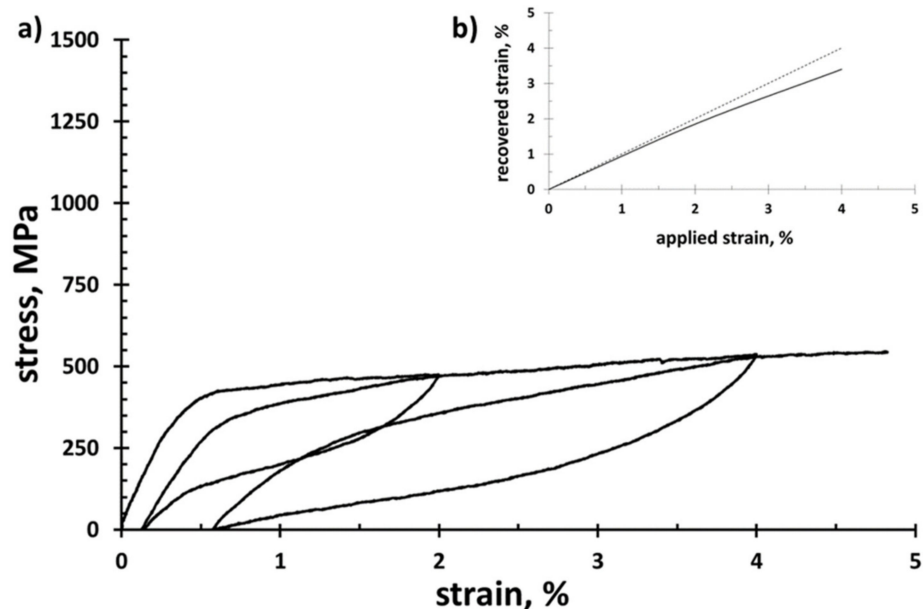 a)
1500
1250
1000
750
500
250
0
stress, MPa
0 1 2 3 4 5
strain, %
b)
5
4
3
2
1
0
recovered strain, %
0 1 2 3 4 5
applied strain, %